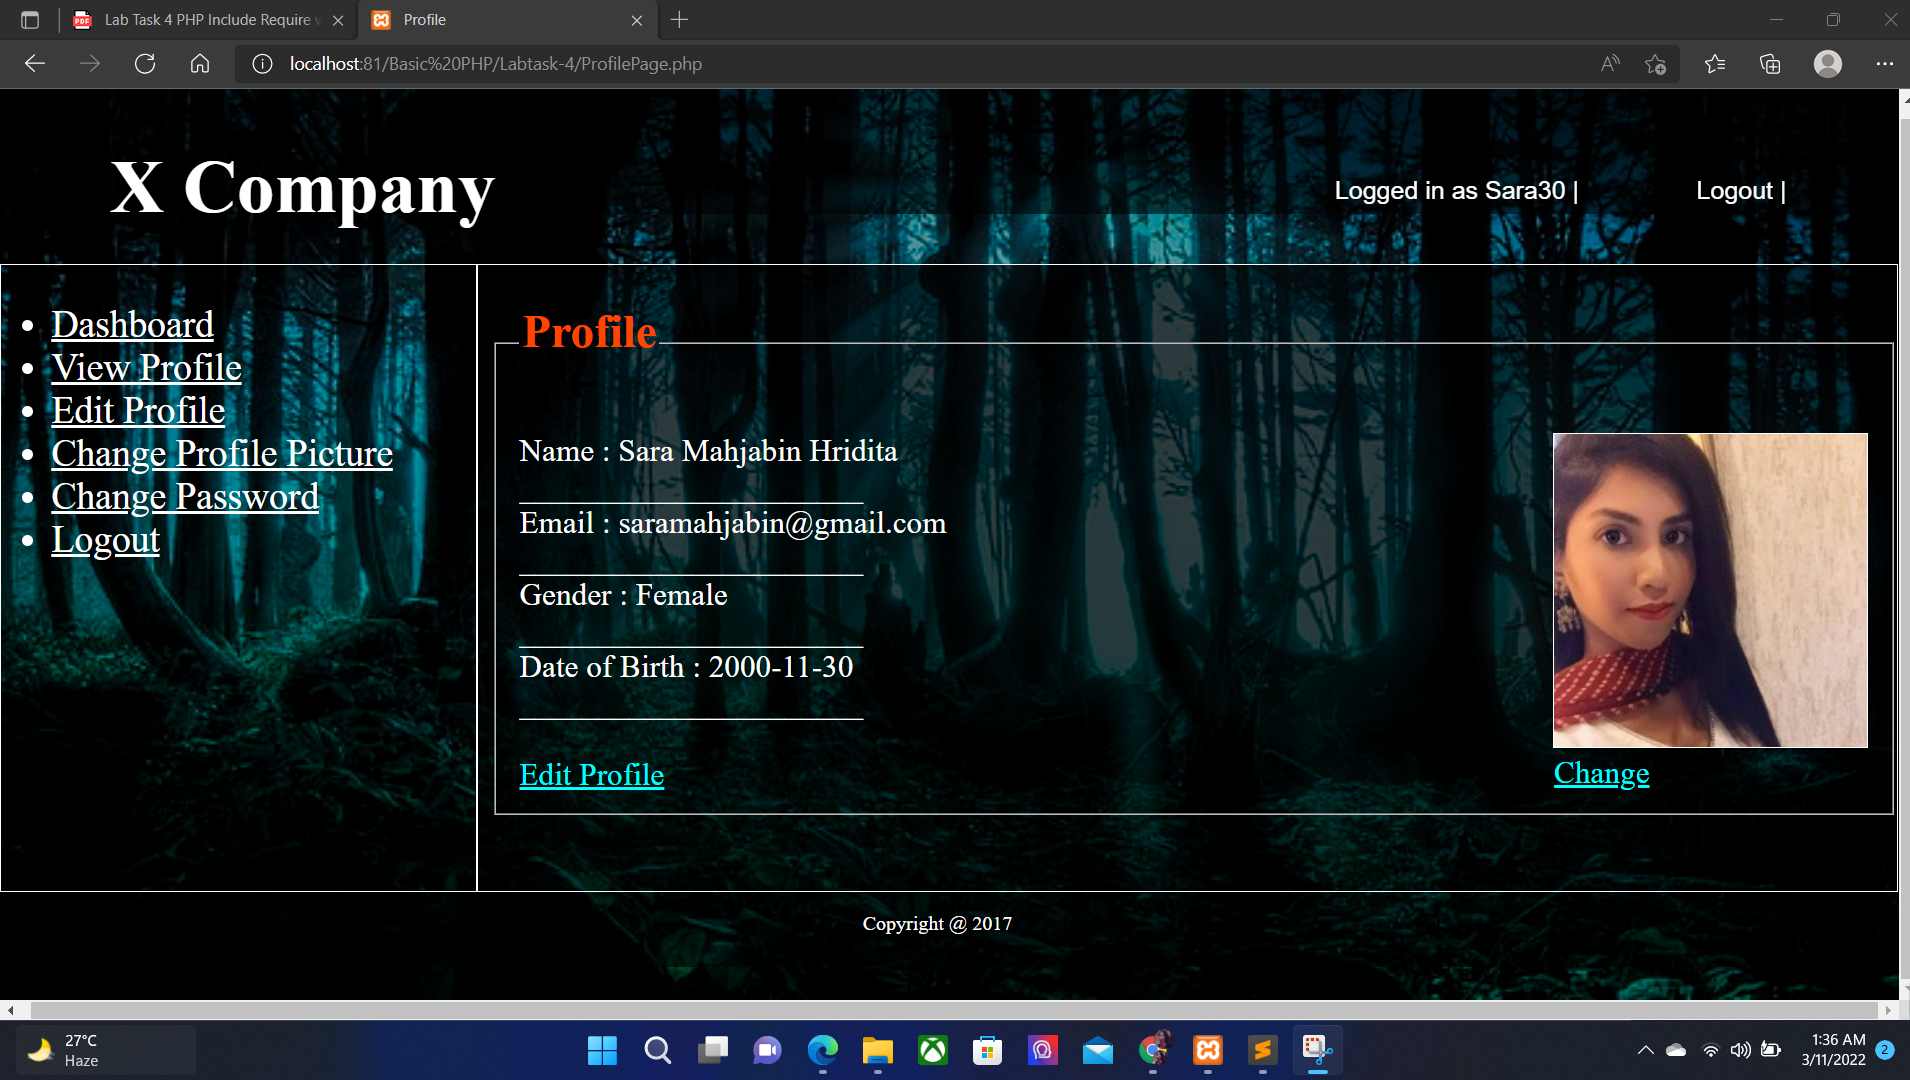 Lab Task 4 PHP Include Require
Profile
localhost:81/Basic%20PHP/Labtask-4/ProfilePage.php
X Company
Logged in as Sara30 |
Logout |
Dashboard
View Profile
Edit Profile
Change Profile Picture
Change Password
Logout
Profile
Name : Sara Mahjabin Hridita
Email : saramahjabin@gmail.com
Gender : Female
Date of Birth : 2000-11-30
Edit Profile
Change
Copyright @ 2017
27°C
Haze
1:36 AM
3/11/2022
2